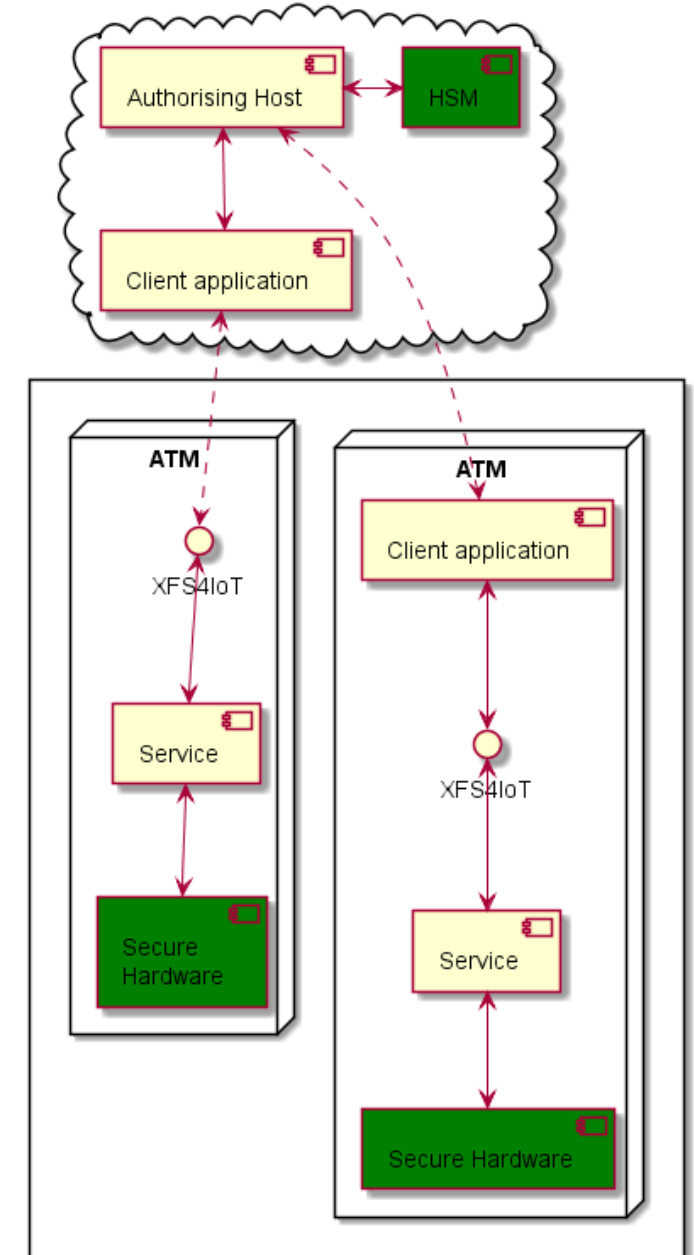 Authorising Host
HSM
Client application
ATM
XFS4IoT
Service
Secure
Hardware
ATM
Client application
XFS4IoT
Service
Secure Hardware